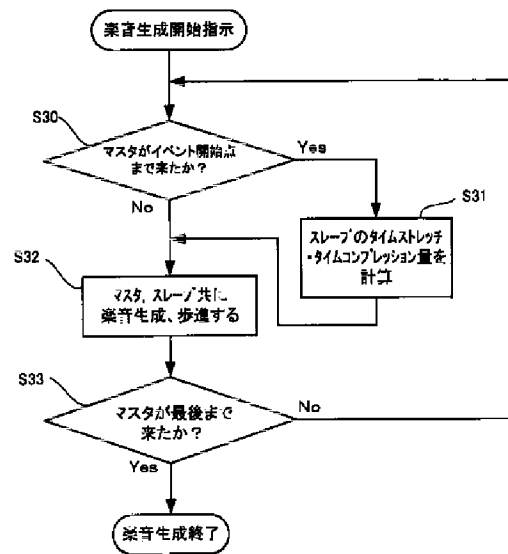 楽音生成開始指示
S30
マスタがイベント開始点
まで来たか？
Yes
No
S31
スレーブのタイムストレッチ
・タイムコンプレッション量を
計算
S32
マスタ，スレーブ共に
楽音生成、歩進する
S33
マスタが最後まで
来たか？
No
Yes
楽音生成終了